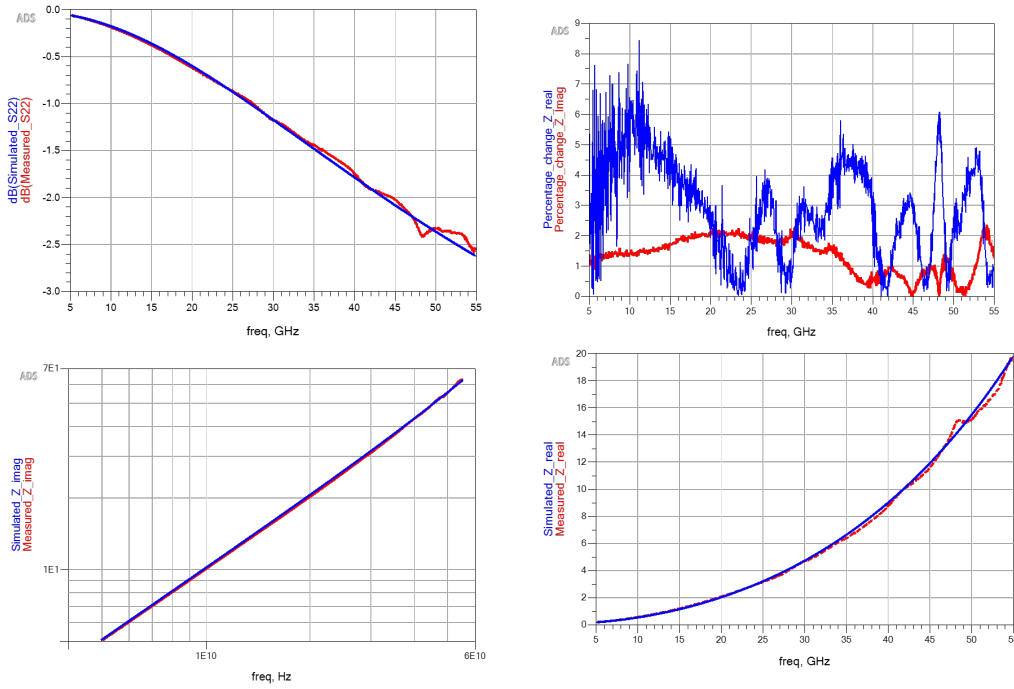 ADS
0.0
-0.5
-1.0
-1.5
-2.0
-2.5
-3.0
dB(Simulated_S22)
dB(Measured_S22)
5 10 15 20 25 30 35 40 45 50 55
freq, GHz
ADS
9
8
7
6
5
4
3
2
1
0
Percentage_change_Z_real
Percentage_change_Z_imag
5 10 15 20 25 30 35 40 45 50 55
freq, GHz
ADS
7E1
1E1
Simulated_Z_imag
Measured_Z_imag
1E10 6E10
freq, Hz
ADS
20
18
16
14
12
10
8
6
4
2
0
Simulated_Z_real
Measured_Z_real
5 10 15 20 25 30 35 40 45 50 55
freq, GHz